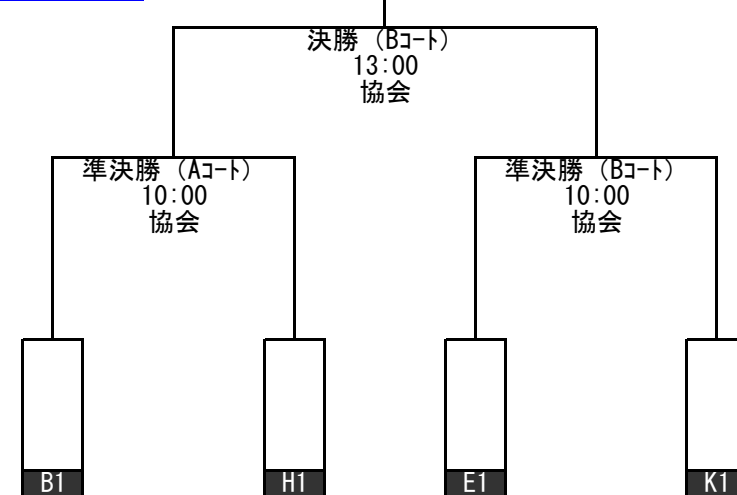 決勝（Bｺｰﾄ）
13:00
協会
準決勝（Aｺｰﾄ）
10:00
協会
準決勝（Bｺｰﾄ）
10:00
協会
B1
H1
E1
K1